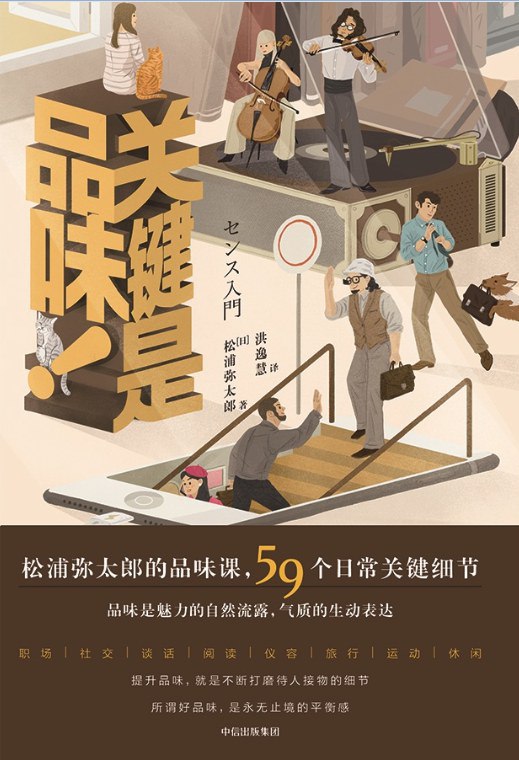 关键是
品味！
センス入門
洪逸慧 译
[日]松浦弥太郎 著
松浦弥太郎的品味课，59个日常关键细节
品味是魅力的自然流露，气质的生动表达
职场｜社交｜谈话｜阅读｜仪容｜旅行｜运动｜休闲
提升品味，就是不断打磨待人接物的细节
所谓好品味，是永无止境的平衡感
中信出版集团